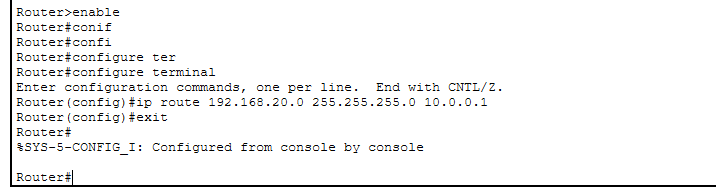 Router>enable
Router#conif
Router#confi
Router#configure ter
Router#configure terminal
Enter configuration commands, one per line.  End with CNTL/Z.
Router(config)#ip route 192.168.20.0 255.255.255.0 10.0.0.1
Router(config)#exit
Router#
%SYS-5-CONFIG_I: Configured from console by console
Router#